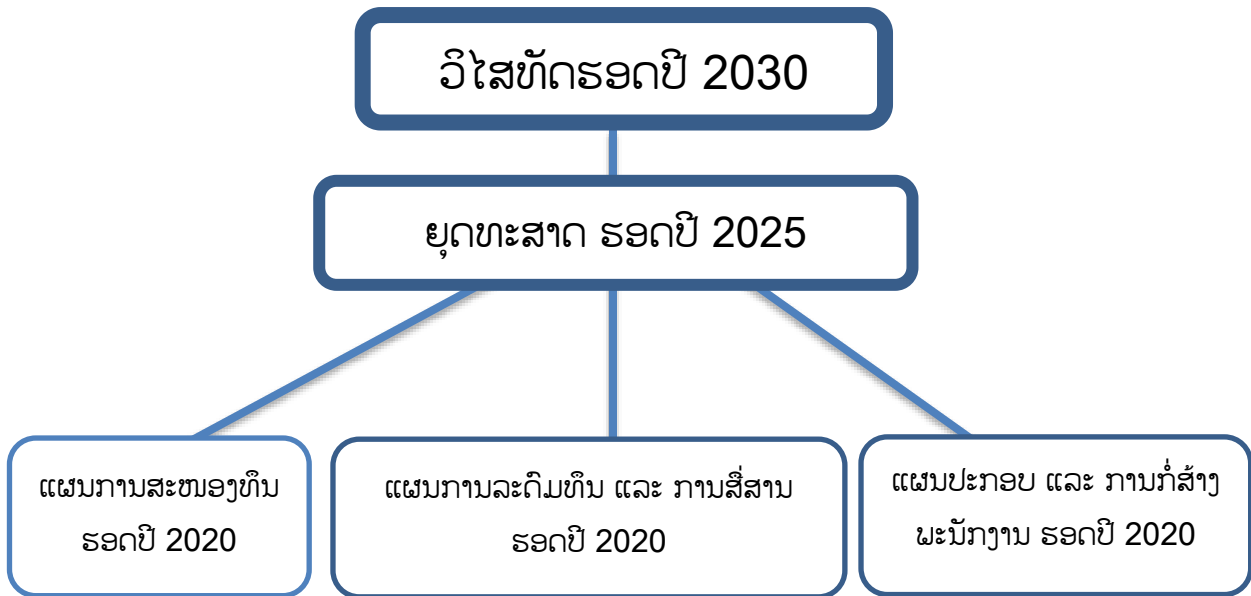 ວິໄສທັດຮອດປີ 2030
ຍຸດທະສາດ ຮອດປີ 2025
ແຜນການສະໜອງທຶນ
ຮອດປີ 2020
ແຜນການລະດົມທຶນ ແລະ ການສື່ສານ
ຮອດປີ 2020
ແຜນປະກອບ ແລະ ການກໍ່ສ້າງ
ພະນັກງານ ຮອດປີ 2020